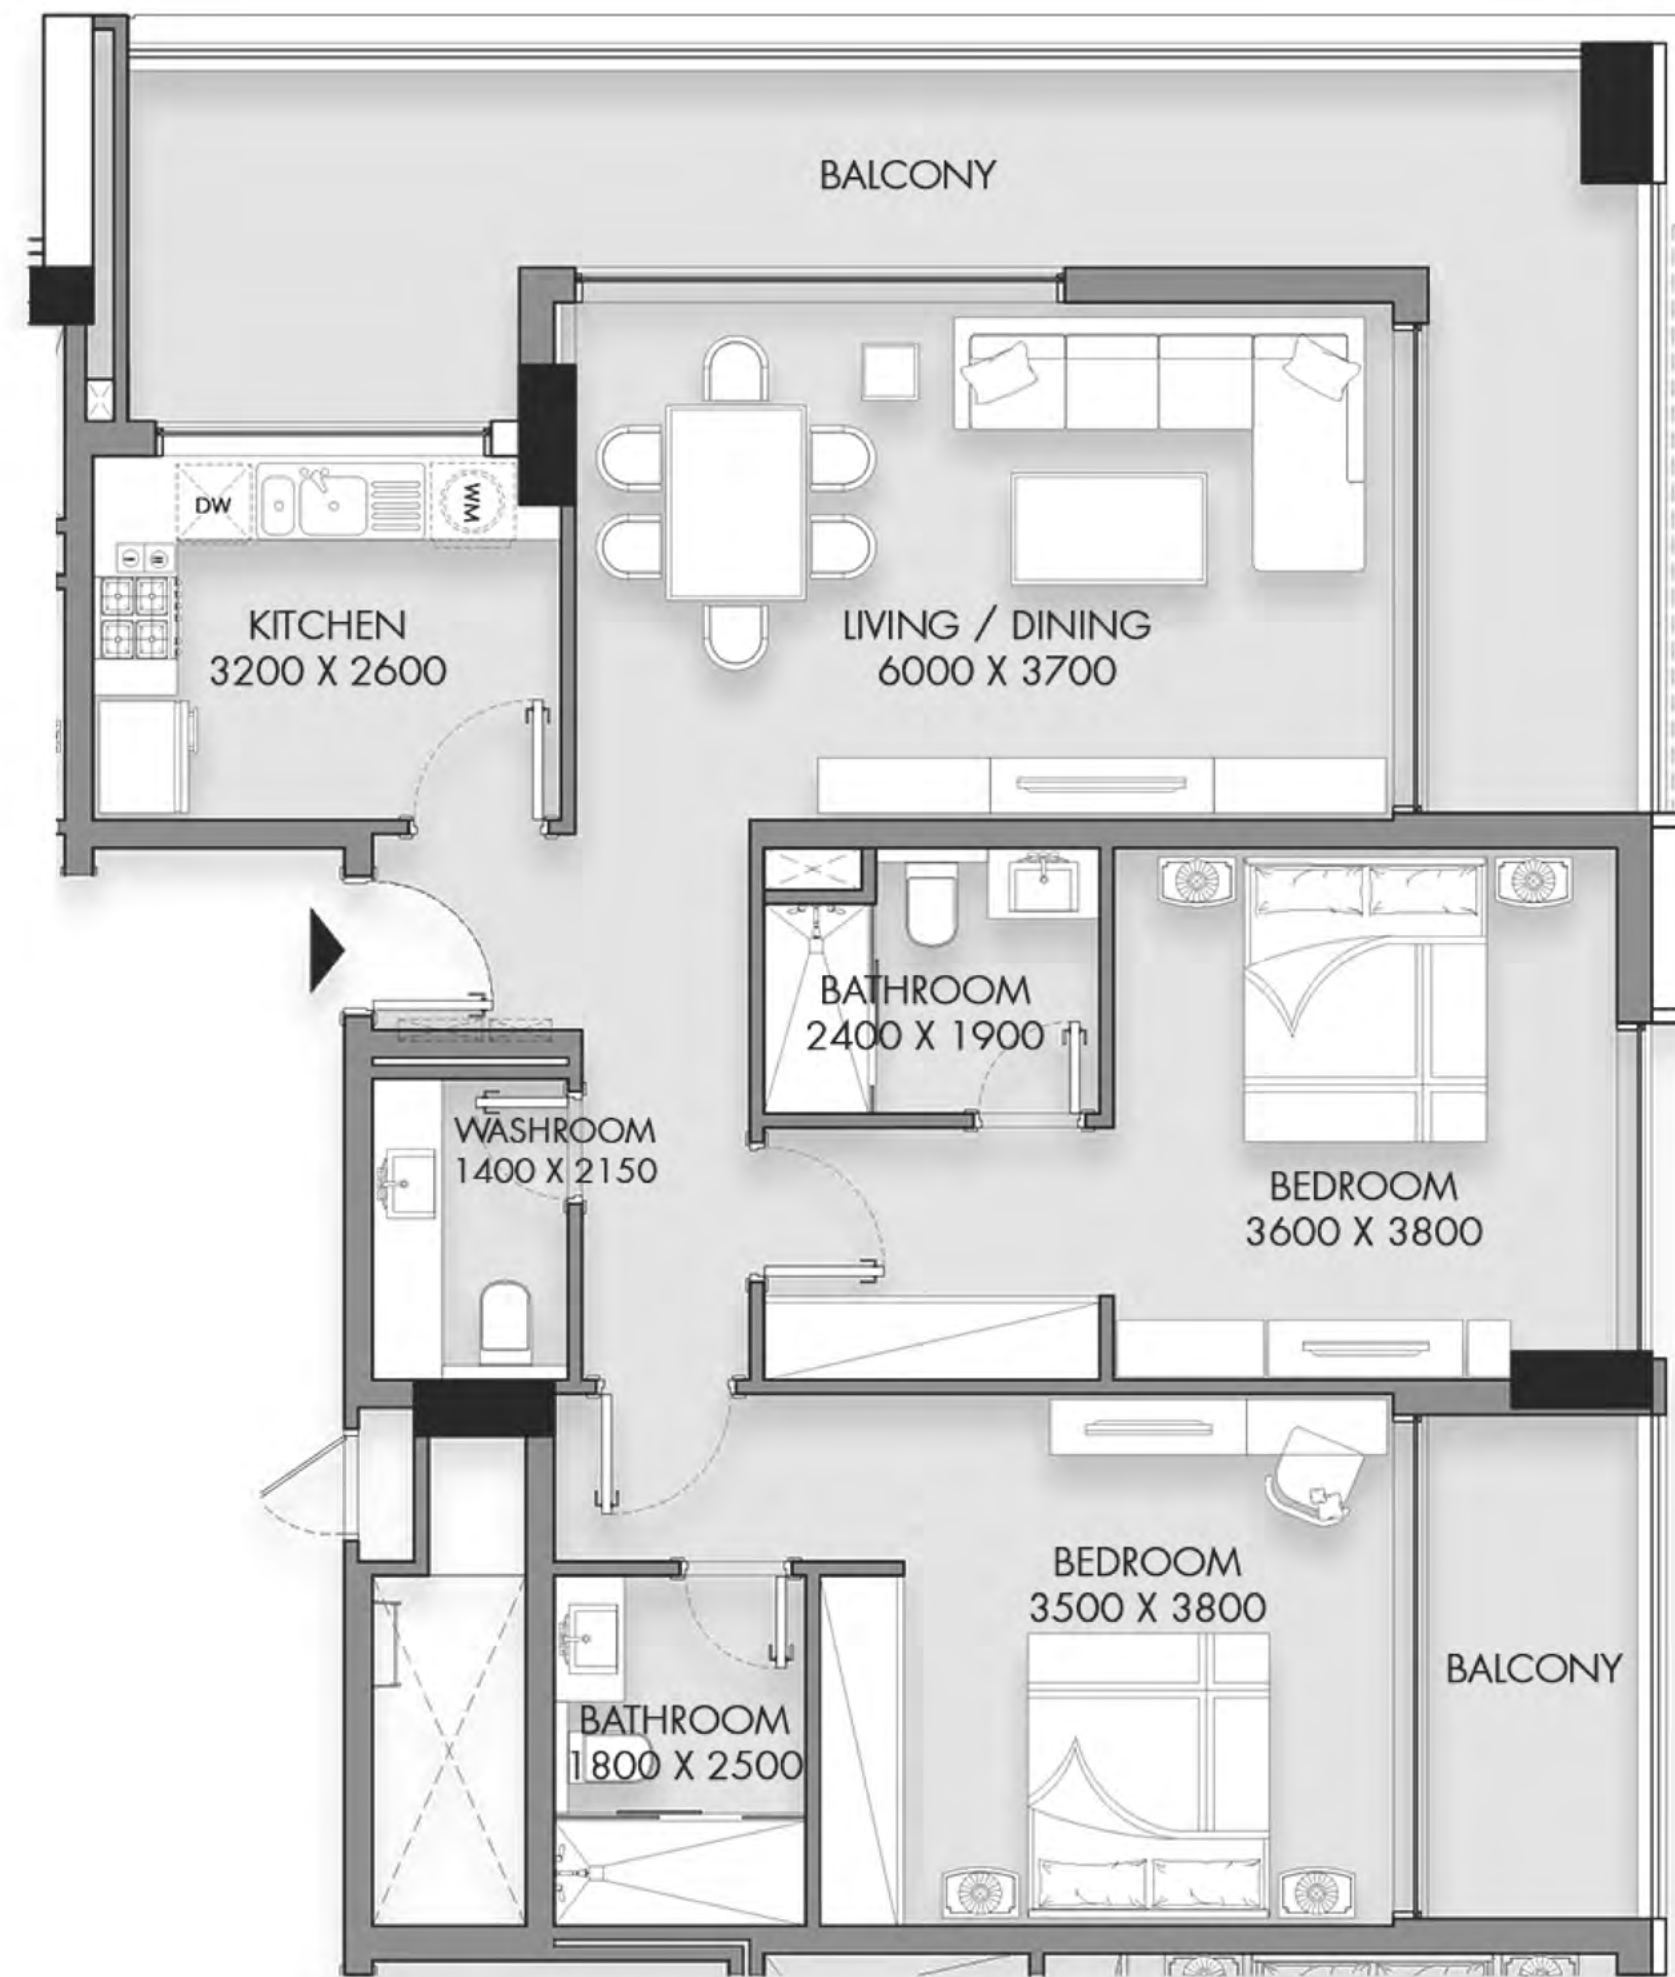 BALCONY
DW
WM
KITCHEN
3200 X 2600
LIVING / DINING
6000 X 3700
BATHROOM
2400 X 1900
WASHROOM
1400 X 2150
BEDROOM
3600 X 3800
BEDROOM
3500 X 3800
BALCONY
BATHROOM
1800 X 2500